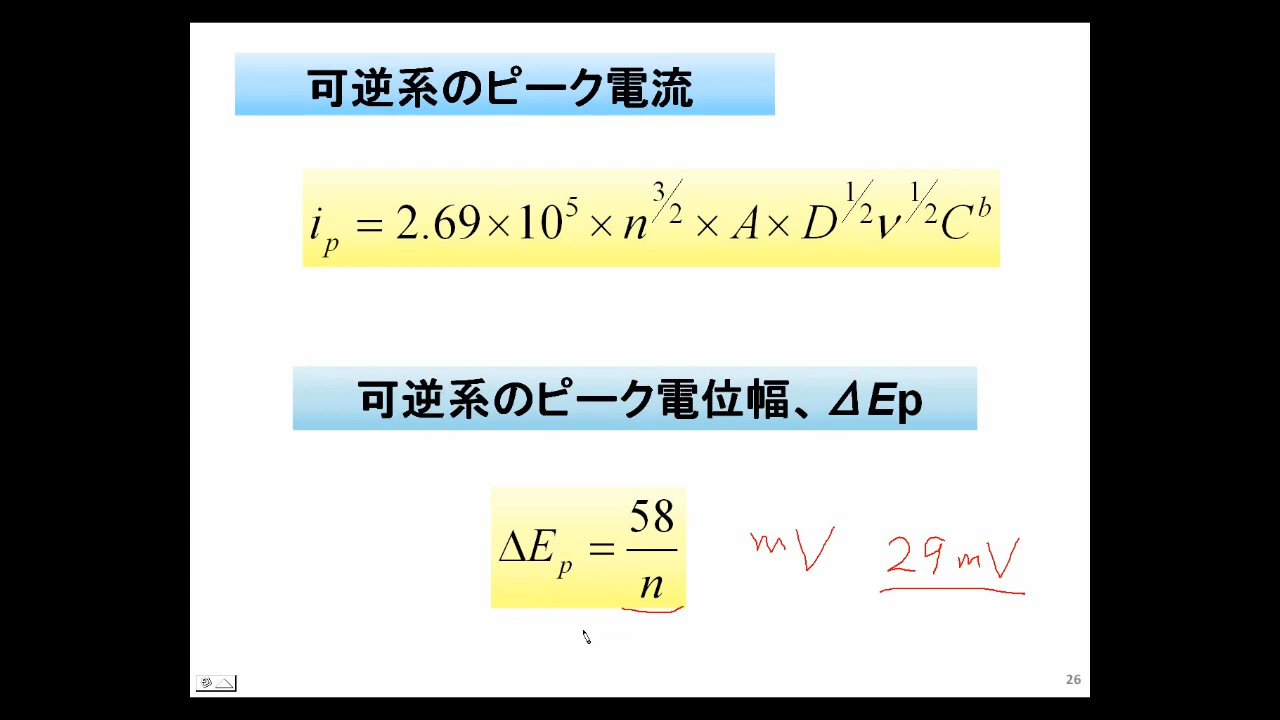 可逆系のピーク電流
i_p = 2.69×10^5 × n^{3/2} × A × D^{1/2} ν^{1/2} C^b
可逆系のピーク電位幅、ΔEp
ΔE_p = 58/n mV 29mV
26